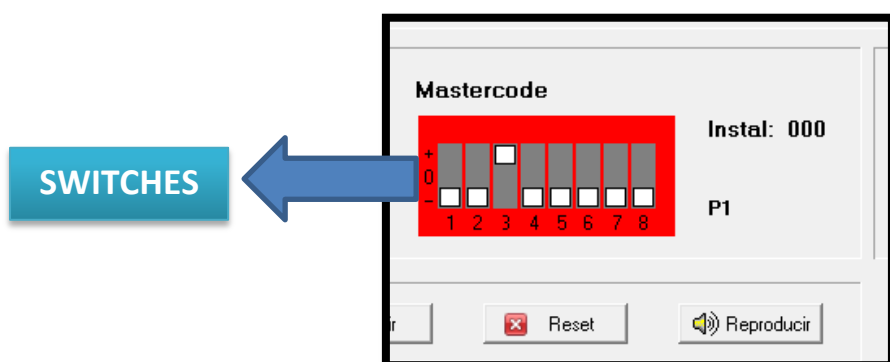 SWITCHES
Mastercode
Instal: 000
+
0
-
1 2 3 4 5 6 7 8
P1
r
Reset
Reproducir